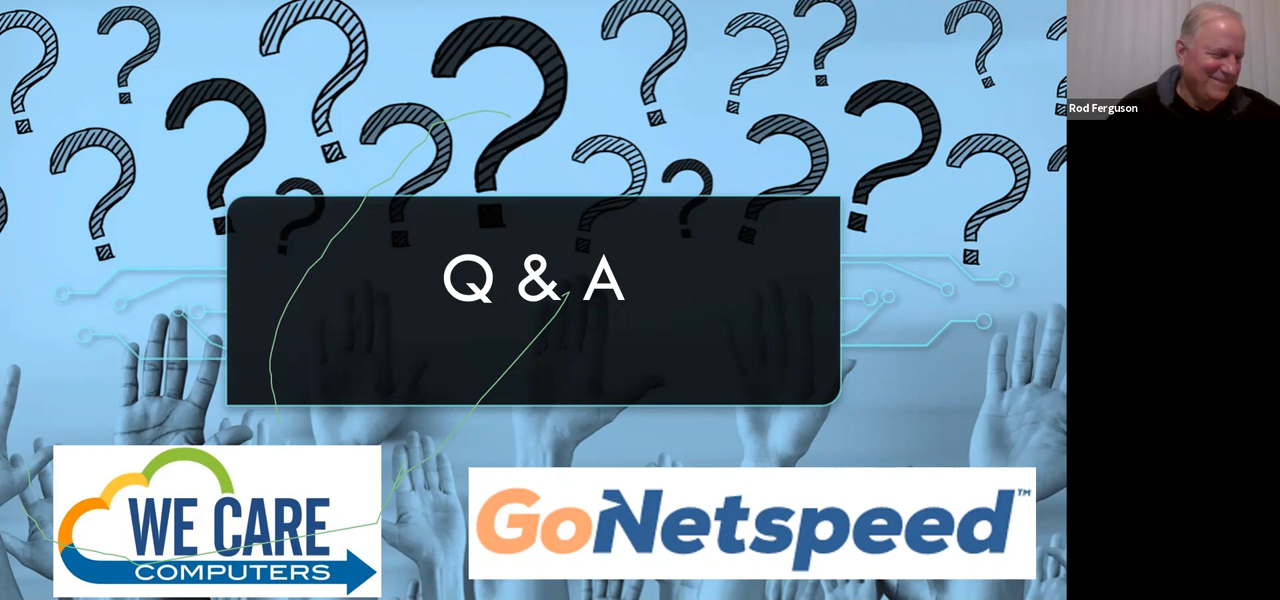 Q & A
Rod Ferguson
WE CARE
COMPUTERS
GoNetspeed™